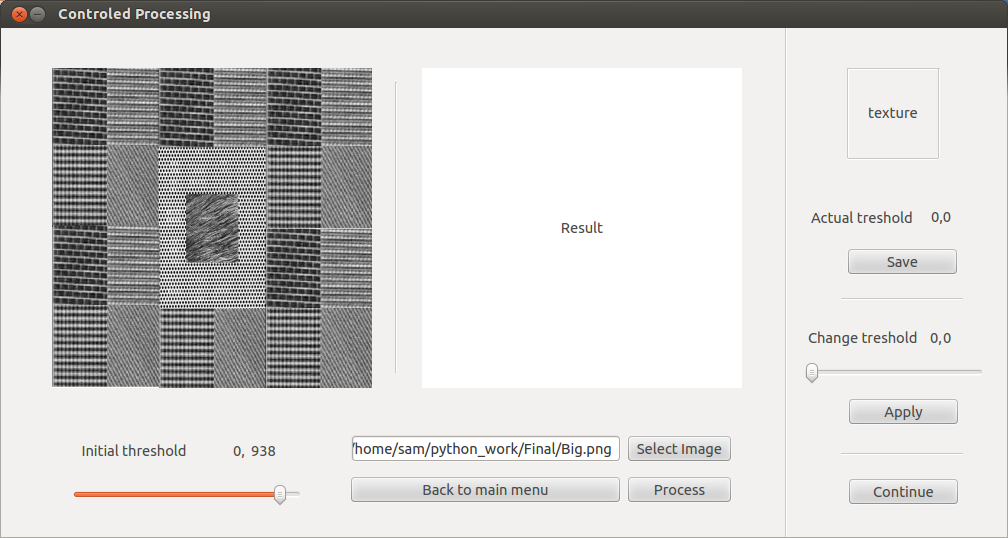 Controled Processing
texture
Result
Actual treshold 0,0
Save
Change treshold 0,0
Apply
Initial threshold 0, 938
/home/sam/python_work/Final/Big.png Select Image
Back to main menu Process
Continue